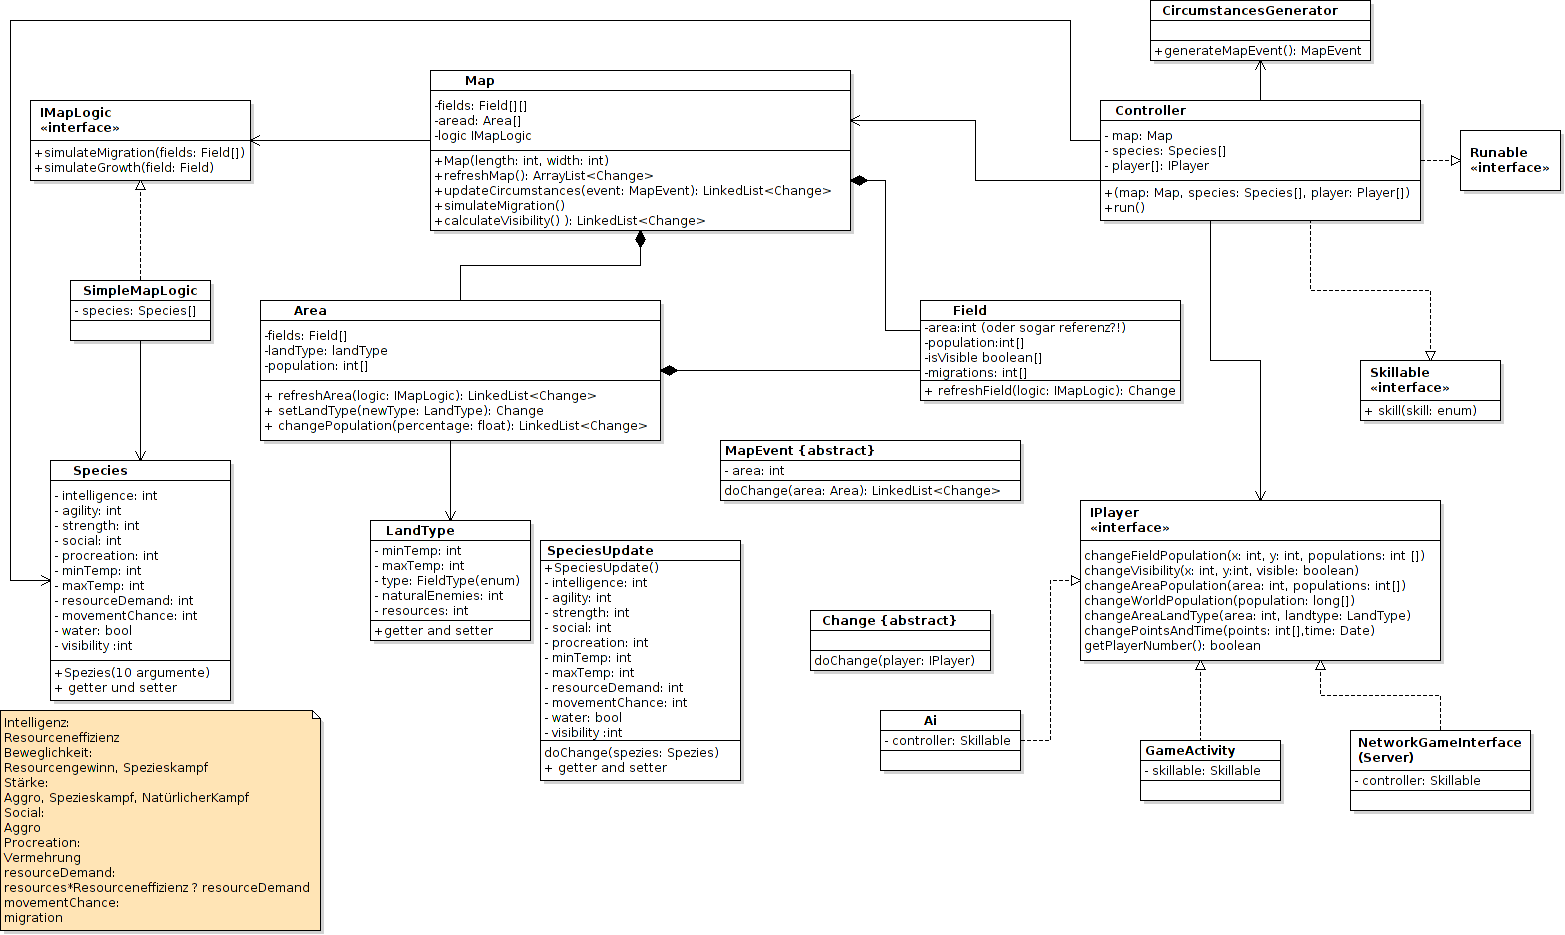 CircumstancesGenerator
+generateMapEvent(): MapEvent
Map
-fields: Field[][]
-aread: Area[]
-logic IMapLogic
+Map(length: int, width: int)
+refreshMap(): ArrayList<Change>
+updateCircumstances(event: MapEvent): LinkedList<Change>
+simulateMigration()
+calculateVisibility() ): LinkedList<Change>
IMapLogic
«interface»
+simulateMigration(fields: Field[])
+simulateGrowth(field: Field)
Controller
- map: Map
- species: Species[]
- player[]: IPlayer
+(map: Map, species: Species[], player: Player[])
+run()
Runable
«interface»
SimpleMapLogic
- species: Species[]
Area
-fields: Field[]
-landType: landType
-population: int[]
+ refreshArea(logic: IMapLogic): LinkedList<Change>
+ setLandType(newType: LandType): Change
+ changePopulation(percentage: float): LinkedList<Change>
Field
-area:int (oder sogar referenz?!)
-population:int[]
-isVisible boolean[]
-migrations: int[]
+ refreshField(logic: IMapLogic): Change
Skillable
«interface»
+ skill(skill: enum)
MapEvent {abstract}
- area: int
doChange(area: Area): LinkedList<Change>
Species
- intelligence: int
- agility: int
- strength: int
- social: int
- procreation: int
- minTemp: int
- maxTemp: int
- resourceDemand: int
- movementChance: int
- water: bool
- visibility :int
+Spezies(10 argumente)
+ getter und setter
LandType
- minTemp: int
- maxTemp: int
- type: FieldType(enum)
- naturalEnemies: int
- resources: int
+getter and setter
SpeciesUpdate
+SpeciesUpdate()
- intelligence: int
- agility: int
- strength: int
- social: int
- procreation: int
- minTemp: int
- maxTemp: int
- resourceDemand: int
- movementChance: int
- water: bool
- visibility :int
doChange(spezies: Spezies)
+ getter and setter
IPlayer
«interface»
changeFieldPopulation(x: int, y: int, populations: int [])
changeVisibility(x: int, y:int, visible: boolean)
changeAreaPopulation(area: int, populations: int[])
changeWorldPopulation(population: long[])
changeAreaLandType(area: int, landtype: LandType)
changePointsAndTime(points: int[],time: Date)
getPlayerNumber(): boolean
Change {abstract}
doChange(player: IPlayer)
Ai
- controller: Skillable
GameActivity
- skillable: Skillable
NetworkGameInterface
(Server)
- controller: Skillable
Intelligenz:
Resourceneffizienz
Beweglichkeit:
Resourcengewinn, Spezieskampf
Stärke:
Aggro, Spezieskampf, NatürlicherKampf
Social:
Aggro
Procreation:
Vermehrung
resourceDemand:
resources*Resourceneffizienz ? resourceDemand
movementChance:
migration